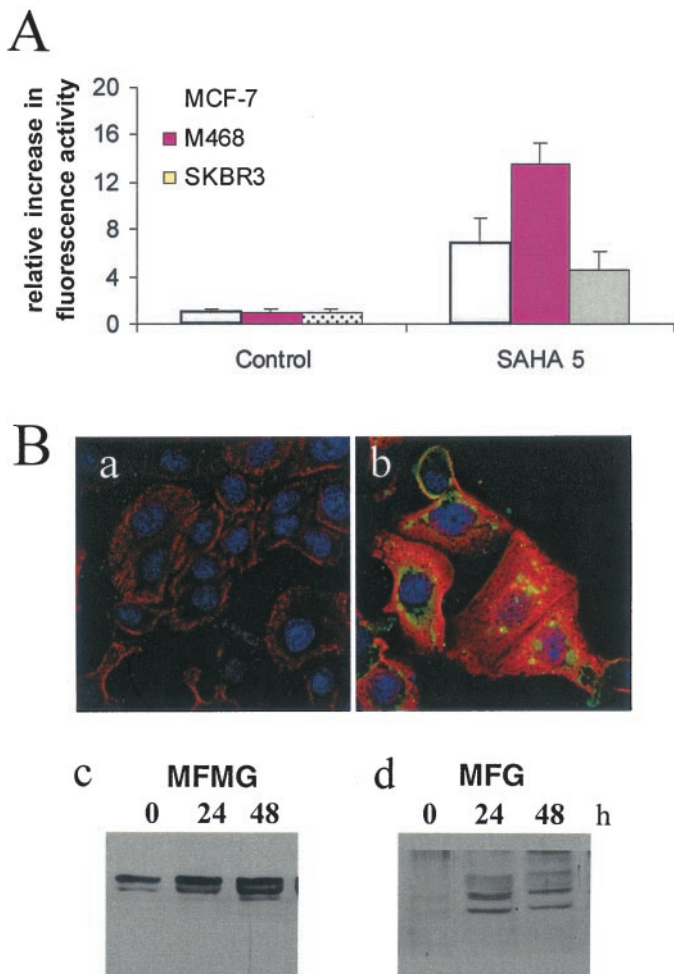 A
relative increase in
fluorescence activity
20
16
12
8
4
0
MCF-7
M468
SKBR3
Control
SAHA 5
B
a
b
c
MFMG
0 24 48
d
MFG
0 24 48 h